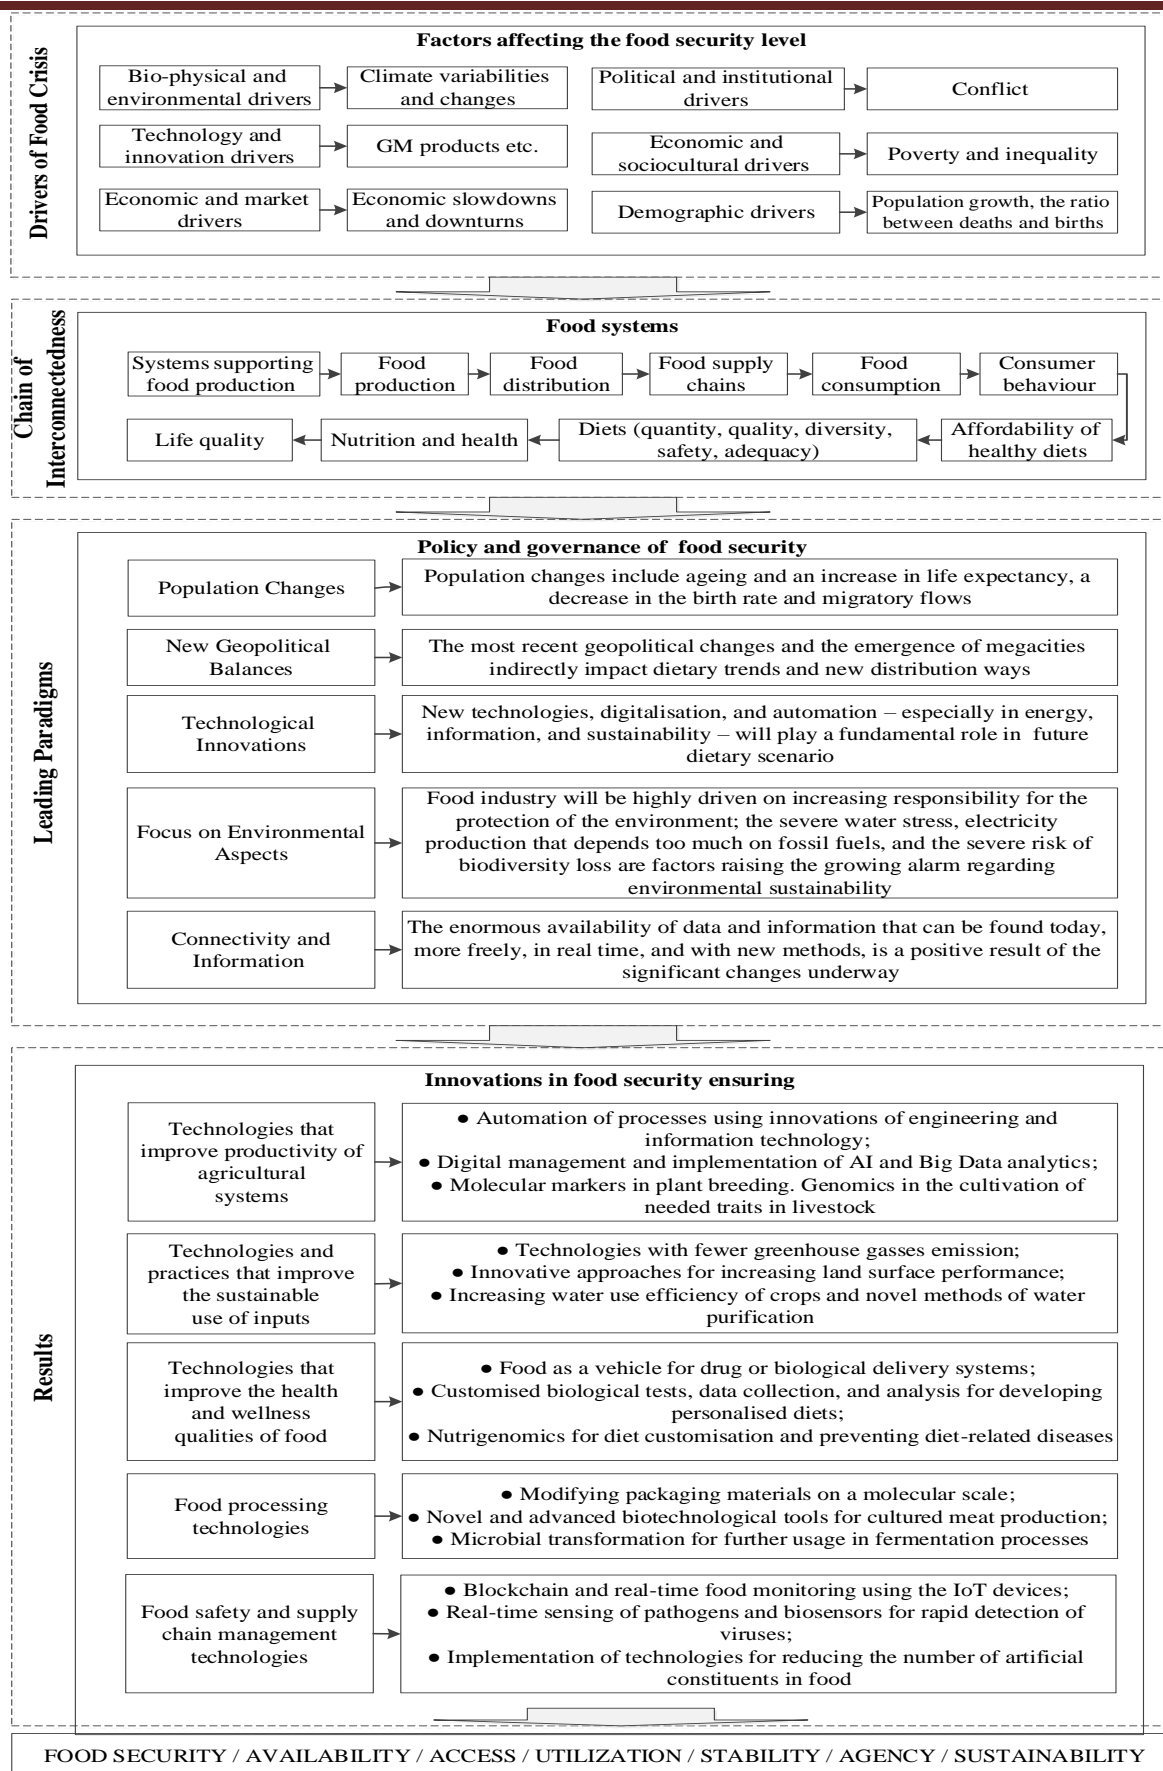 Drivers of Food Crisis
Factors affecting the food security level
Bio-physical and
environmental drivers
Climate variabilities
and changes
Political and institutional
drivers
Conflict
Technology and
innovation drivers
GM products etc.
Economic and
sociocultural drivers
Poverty and inequality
Economic and market
drivers
Economic slowdowns
and downturns
Demographic drivers
Population growth, the ratio
between deaths and births
Chain of
Interconnectedness
Food systems
Systems supporting
food production
Food
production
Food
distribution
Food supply
chains
Food
consumption
Consumer
behaviour
Life quality
Nutrition and health
Diets (quantity, quality, diversity,
safety, adequacy)
Affordability of
healthy diets
Leading Paradigms
Policy and governance of food security
Population Changes
Population changes include ageing and an increase in life expectancy, a
decrease in the birth rate and migratory flows
New Geopolitical
Balances
The most recent geopolitical changes and the emergence of megacities
indirectly impact dietary trends and new distribution ways
Technological
Innovations
New technologies, digitalisation, and automation – especially in energy,
information, and sustainability – will play a fundamental role in future
dietary scenario
Focus on Environmental
Aspects
Food industry will be highly driven on increasing responsibility for the
protection of the environment; the severe water stress, electricity
production that depends too much on fossil fuels, and the severe risk of
biodiversity loss are factors raising the growing alarm regarding
environmental sustainability
Connectivity and
Information
The enormous availability of data and information that can be found today,
more freely, in real time, and with new methods, is a positive result of the
significant changes underway
Results
Innovations in food security ensuring
Technologies that
improve productivity of
agricultural
systems
● Automation of processes using innovations of engineering and
information technology;
● Digital management and implementation of AI and Big Data analytics;
● Molecular markers in plant breeding. Genomics in the cultivation of
needed traits in livestock
Technologies and
practices that improve
the sustainable
use of inputs
● Technologies with fewer greenhouse gasses emission;
● Innovative approaches for increasing land surface performance;
● Increasing water use efficiency of crops and novel methods of water
purification
Technologies that
improve the health
and wellness
qualities of food
● Food as a vehicle for drug or biological delivery systems;
● Customised biological tests, data collection, and analysis for developing
personalised diets;
● Nutrigenomics for diet customisation and preventing diet-related diseases
Food processing
technologies
● Modifying packaging materials on a molecular scale;
● Novel and advanced biotechnological tools for cultured meat production;
● Microbial transformation for further usage in fermentation processes
Food safety and supply
chain management
technologies
● Blockchain and real-time food monitoring using the IoT devices;
● Real-time sensing of pathogens and biosensors for rapid detection of
viruses;
● Implementation of technologies for reducing the number of artificial
constituents in food
FOOD SECURITY / AVAILABILITY / ACCESS / UTILIZATION / STABILITY / AGENCY / SUSTAINABILITY